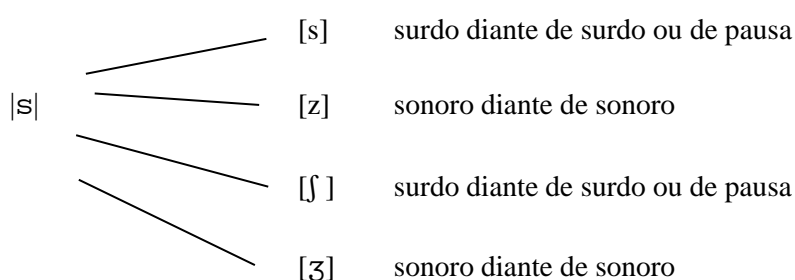 [s] surdo diante de surdo ou de pausa
|s| [z] sonoro diante de sonoro
[ʃ ] surdo diante de surdo ou de pausa
[ʒ] sonoro diante de sonoro